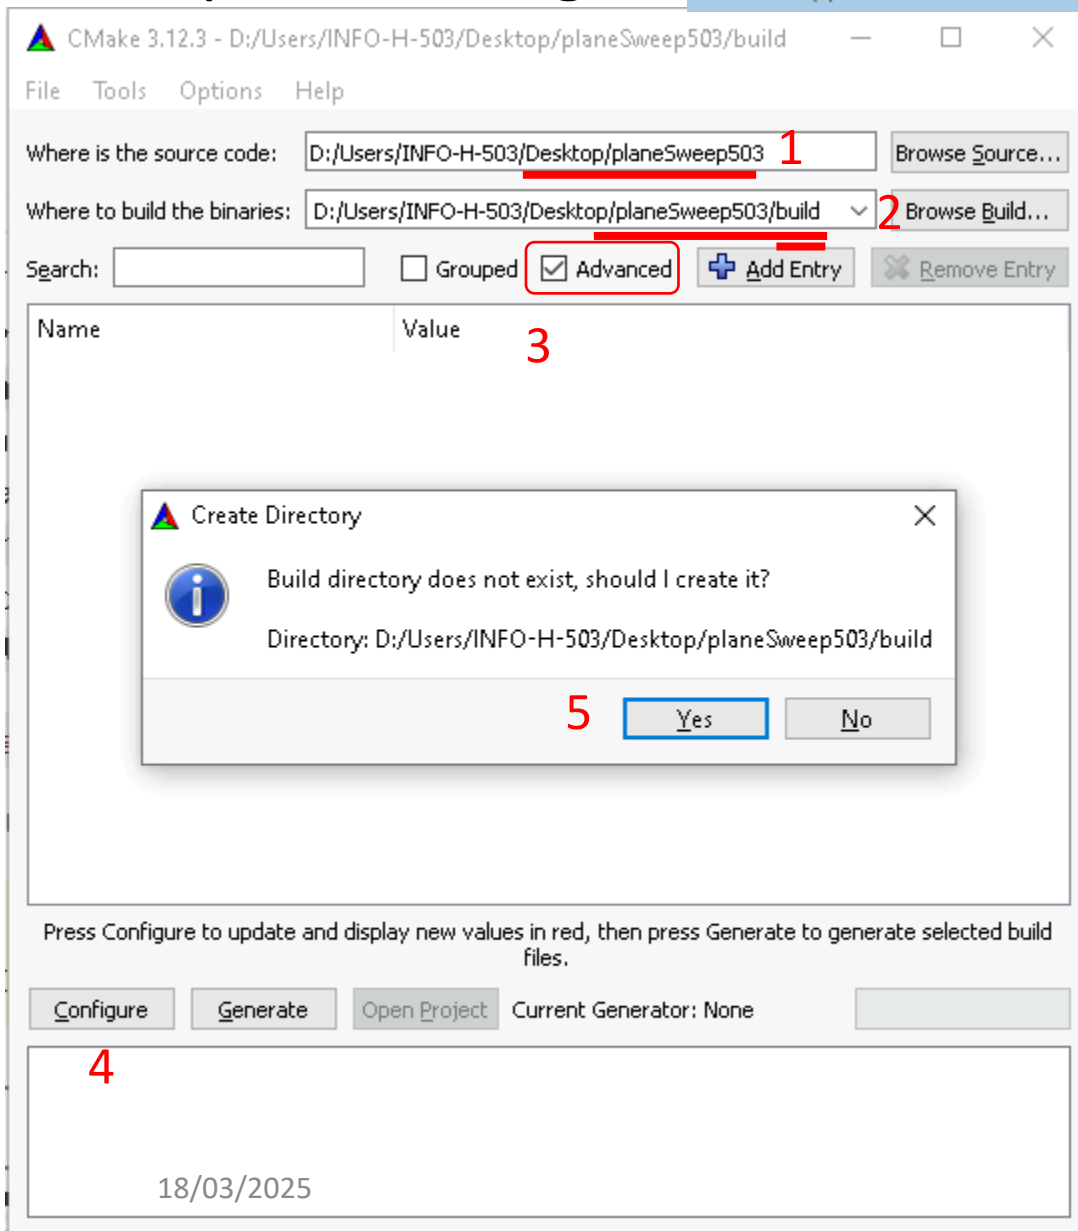 CMake 3.12.3 - D:/Users/INFO-H-503/Desktop/planeSweep503/build
File Tools Options Help
Where is the source code: D:/Users/INFO-H-503/Desktop/planeSweep503 1 Browse Source...
Where to build the binaries: D:/Users/INFO-H-503/Desktop/planeSweep503/build 2 Browse Build...
Search: Grouped Advanced Add Entry Remove Entry
Name Value
3
Create Directory
Build directory does not exist, should I create it?
Directory: D:/Users/INFO-H-503/Desktop/planeSweep503/build
5 Yes No
Press Configure to update and display new values in red, then press Generate to generate selected build
files.
Configure Generate Open Project Current Generator: None
4
18/03/2025